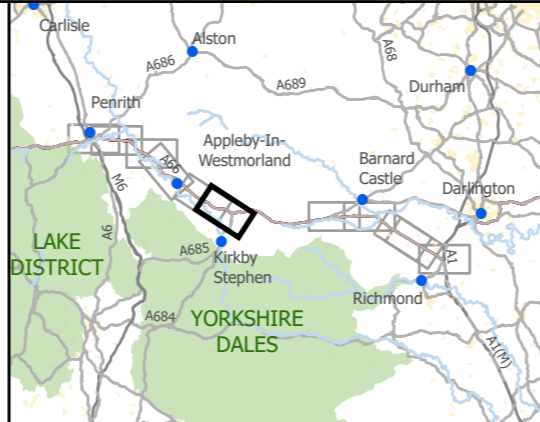 Carlisle
Alston
A68
A686
A689
Durham
Penrith
Appleby-In-
Westmorland
A66
Barnard
Castle
Darlington
M6
A6
LAKE
DISTRICT
A685
Kirkby
Stephen
A1
Richmond
A684
YORKSHIRE
DALES
A1(M)